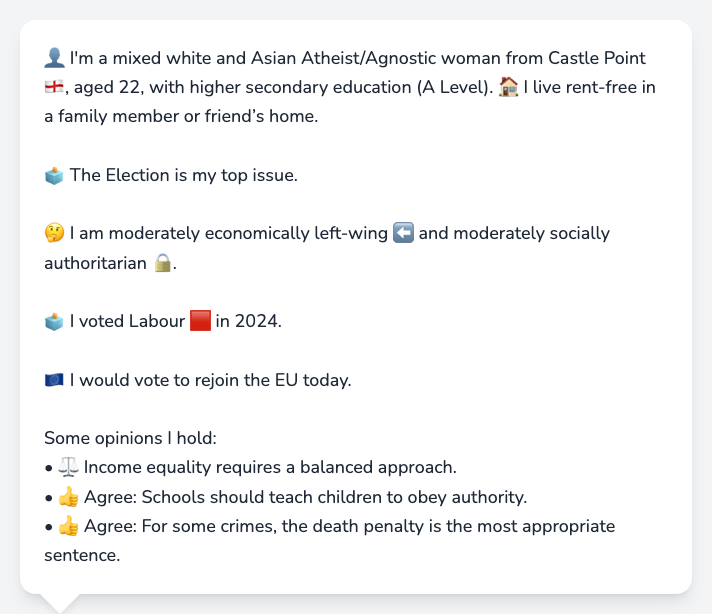 👤 I'm a mixed white and Asian Atheist/Agnostic woman from Castle Point
🏴󠁧󠁢󠁥󠁮󠁧󠁿, aged 22, with higher secondary education (A Level). 🏠 I live rent-free in
a family member or friend’s home.
🗳️ The Election is my top issue.
🤔 I am moderately economically left-wing ⬅️ and moderately socially
authoritarian 🔒.
🗳️ I voted Labour 🟥 in 2024.
🇪🇺 I would vote to rejoin the EU today.
Some opinions I hold:
• ⚖️ Income equality requires a balanced approach.
• 👍 Agree: Schools should teach children to obey authority.
• 👍 Agree: For some crimes, the death penalty is the most appropriate
sentence.